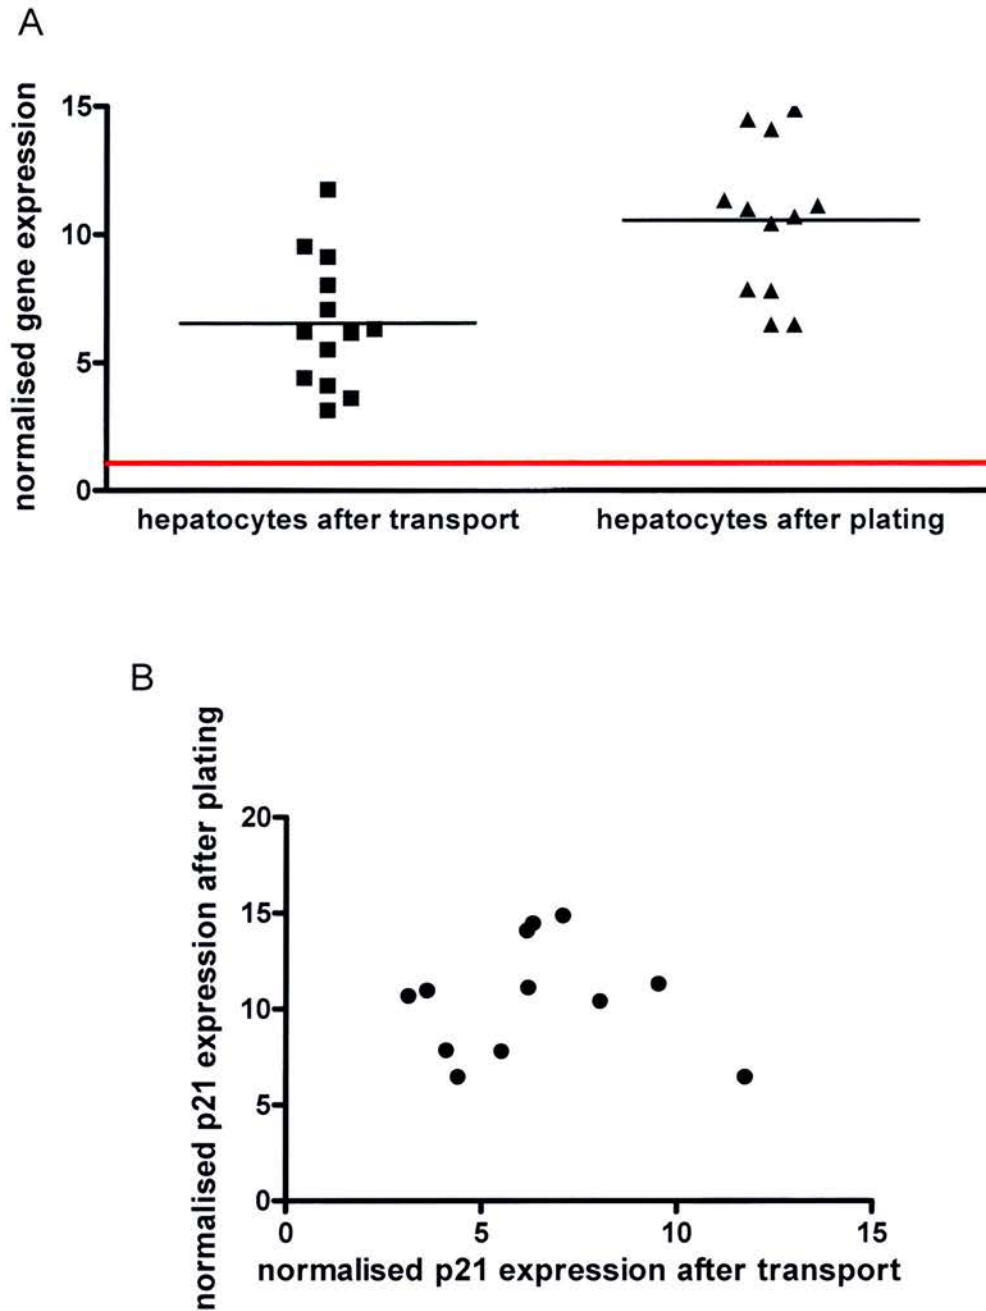 A
normalised gene expression
15
10
5
0
hepatocytes after transport
hepatocytes after plating
B
normalised p21 expression after plating
20
15
10
5
0
0
5
10
15
normalised p21 expression after transport